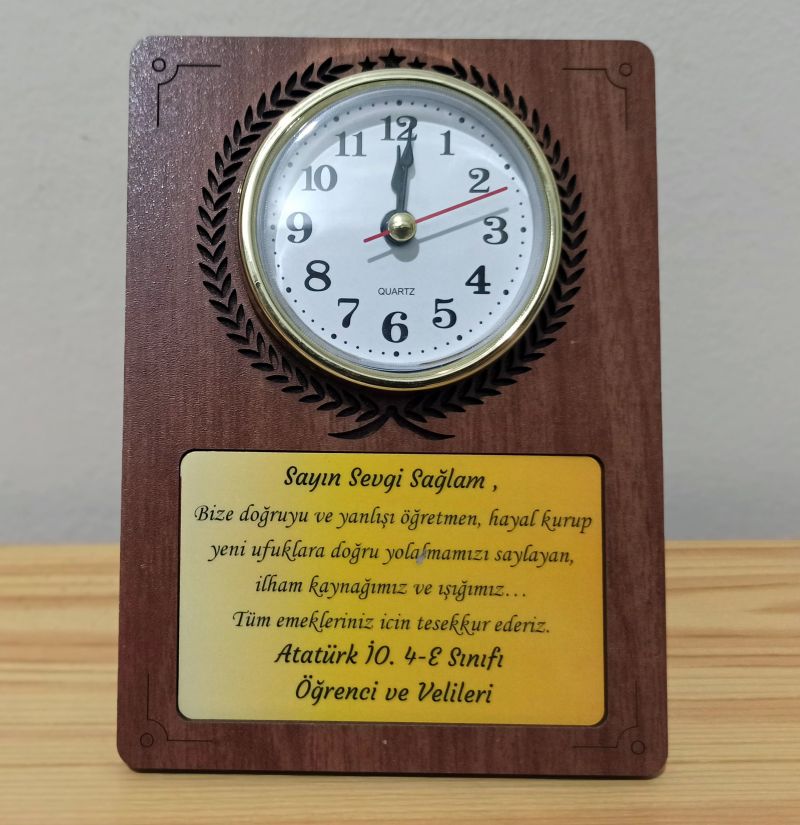 12
11
1
10
2
9
3
8
4
7
5
6
QUARTZ
Sayın Sevgi Sağlam ,
Bize doğruyu ve yanlışı öğretmen, hayal kurup
yeni ufuklara doğru yolalmamızı saylayan,
ilham kaynağımız ve ışığımız...
Tüm emekleriniz icin tesekkur ederiz.
Atatürk İO. 4-E Sınıfı
Öğrenci ve Velileri